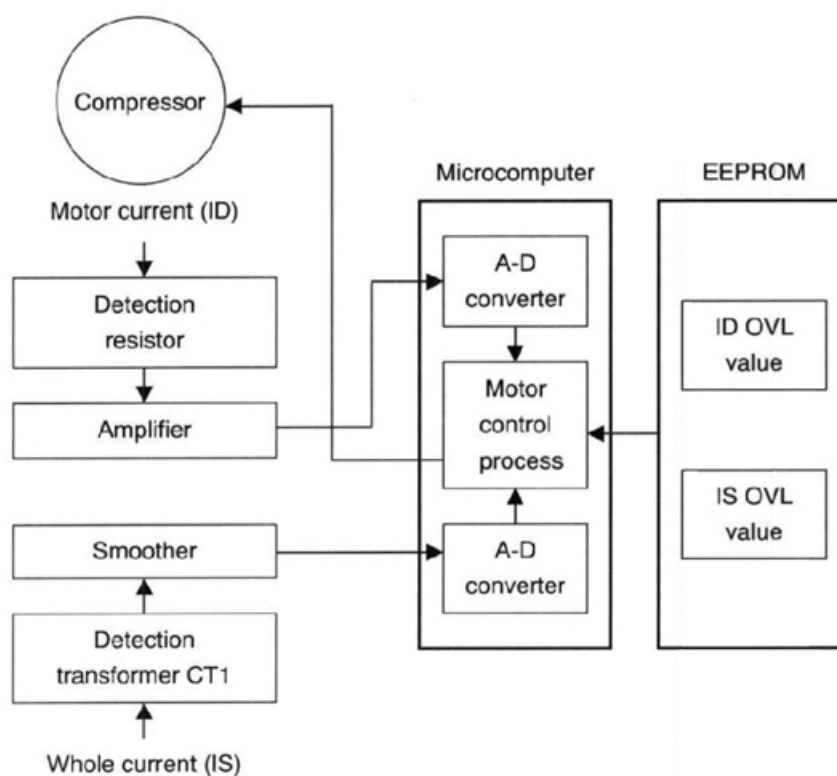 Compressor
Motor current (ID)
Detection
resistor
Amplifier
Smoother
Detection
transformer CT1
Whole current (IS)
Microcomputer
A-D
converter
Motor
control
process
A-D
converter
EEPROM
ID OVL
value
IS OVL
value